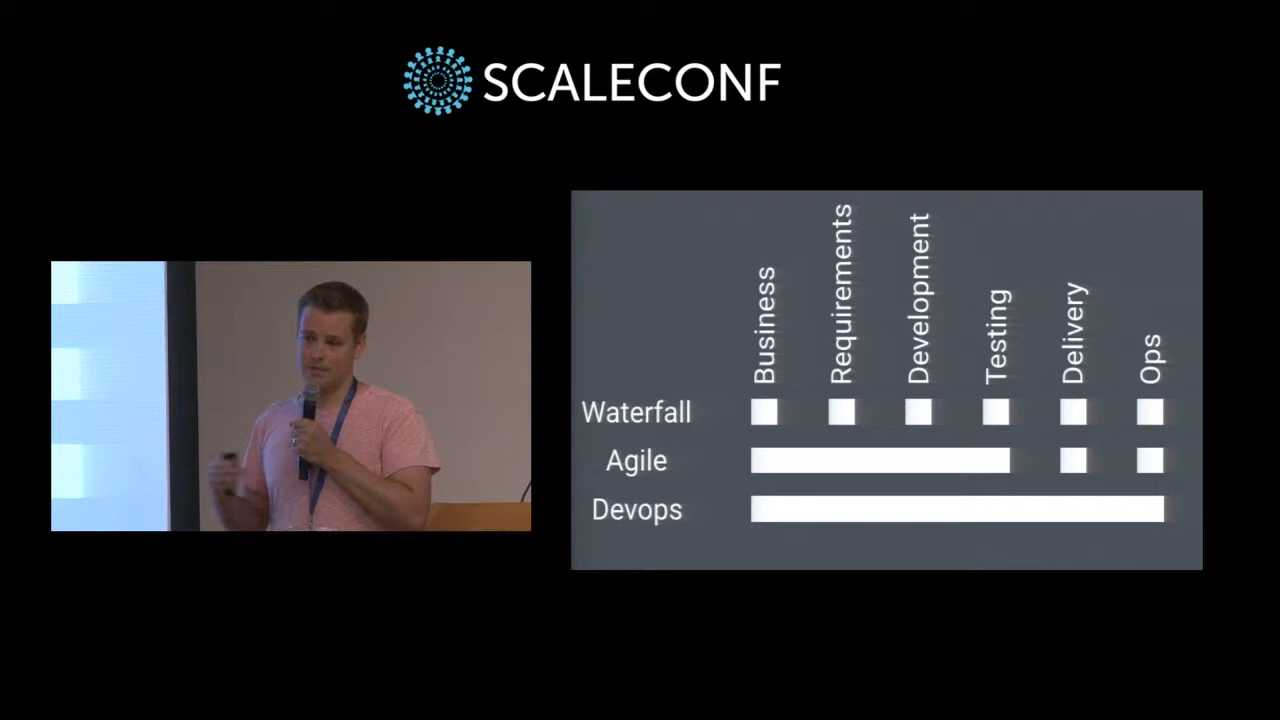 SCALECONF
Business
Requirements
Development
Testing
Delivery
Ops
Waterfall
Agile
Devops